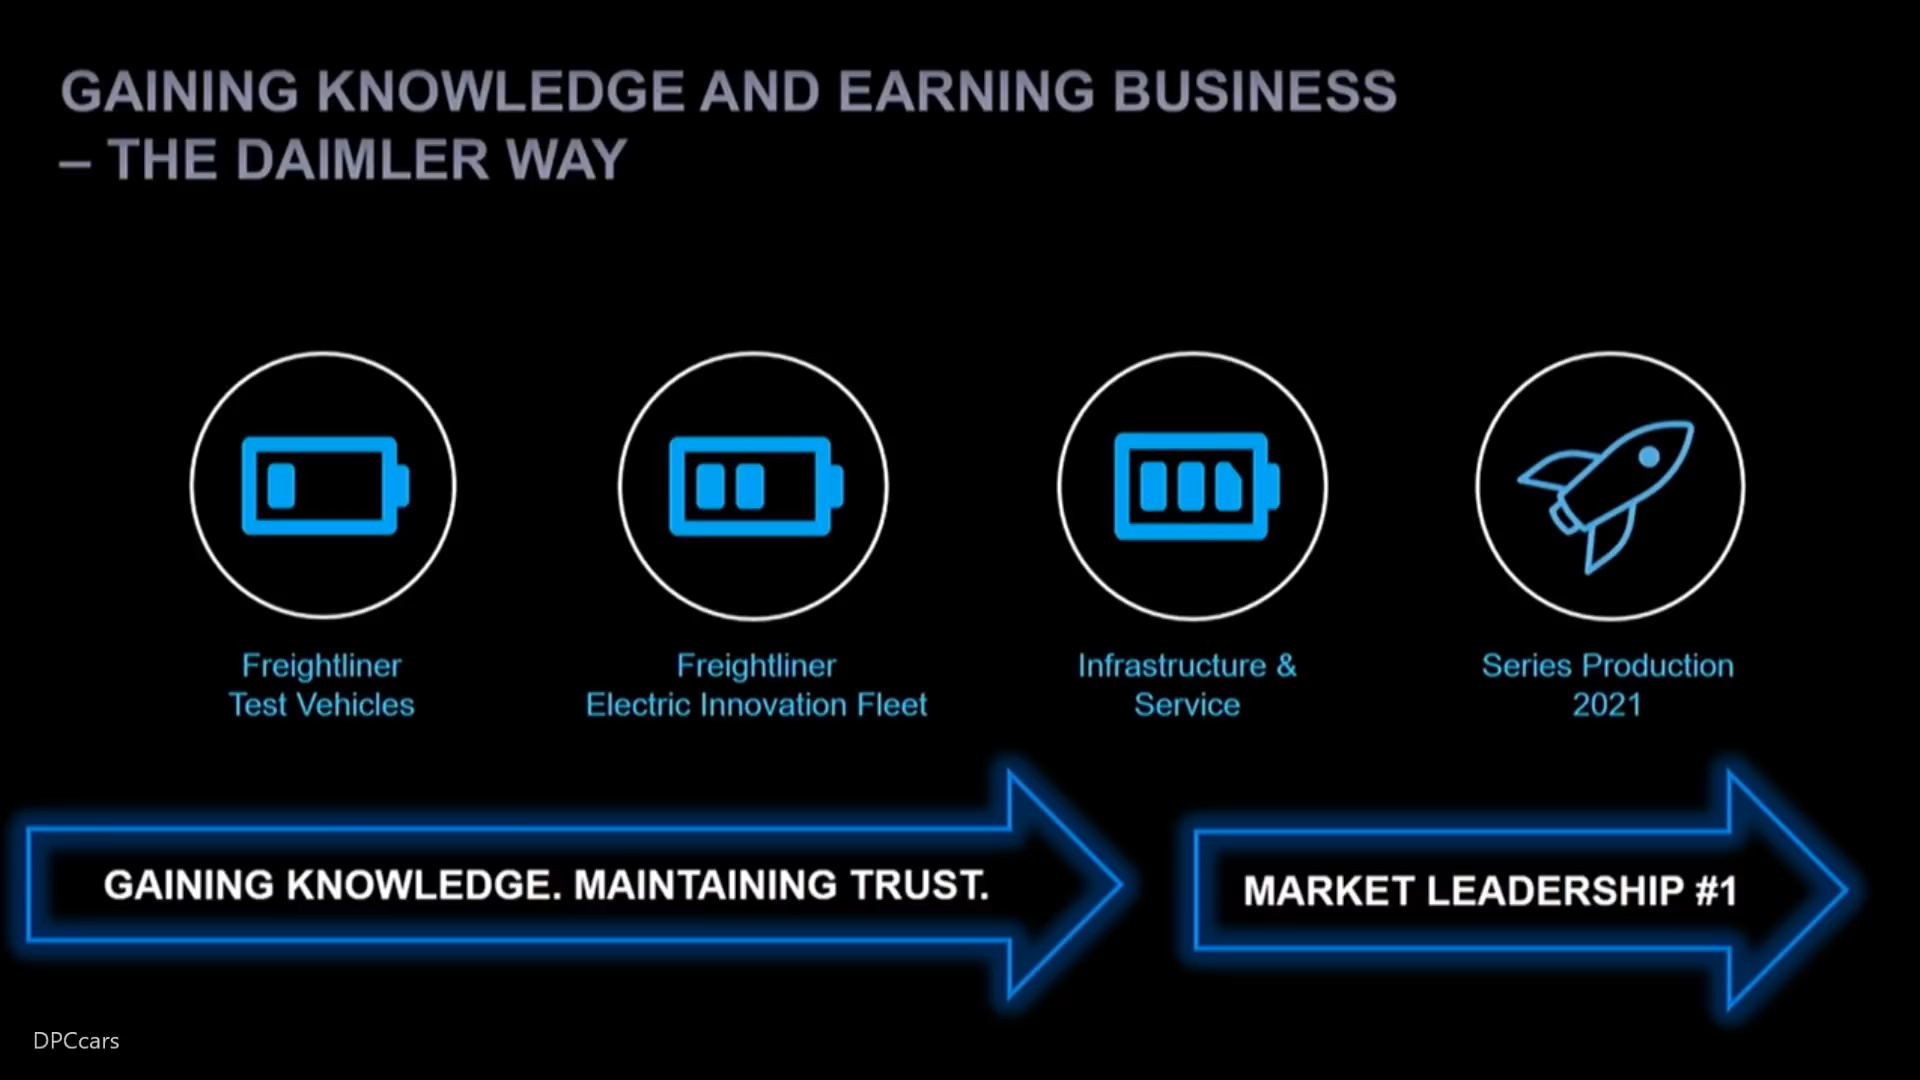 GAINING KNOWLEDGE AND EARNING BUSINESS
– THE DAIMLER WAY
Freightliner
Test Vehicles
Freightliner
Electric Innovation Fleet
Infrastructure &
Service
Series Production
2021
GAINING KNOWLEDGE. MAINTAINING TRUST.
MARKET LEADERSHIP #1
DPCcars